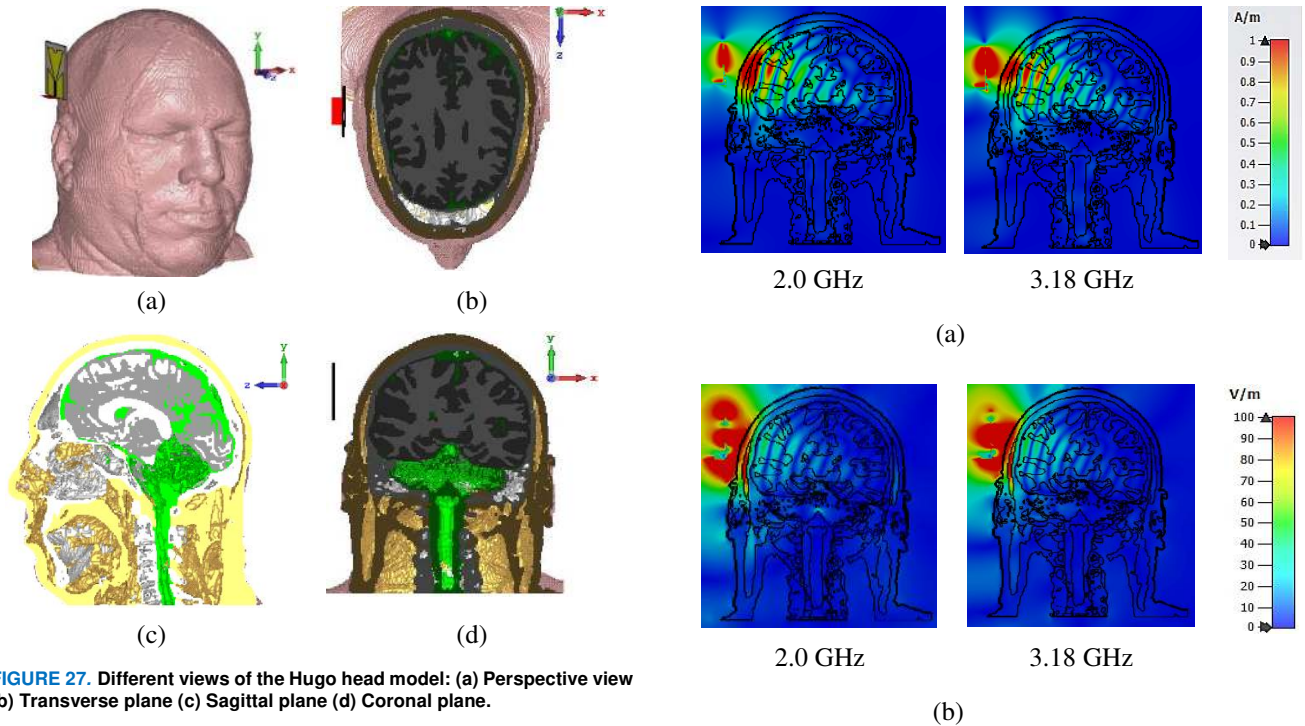 y
x
z
x
z
(a)
(b)
y
z
y
x
(c)
(d)
FIGURE 27. Different views of the Hugo head model: (a) Perspective view
b) Transverse plane (c) Sagittal plane (d) Coronal plane.
A/m
1
0.9
0.8
0.7
0.6
0.5
0.4
0.3
0.2
0.1
0
2.0 GHz
3.18 GHz
(a)
V/m
100
90
80
70
60
50
40
30
20
10
0
2.0 GHz
3.18 GHz
(b)